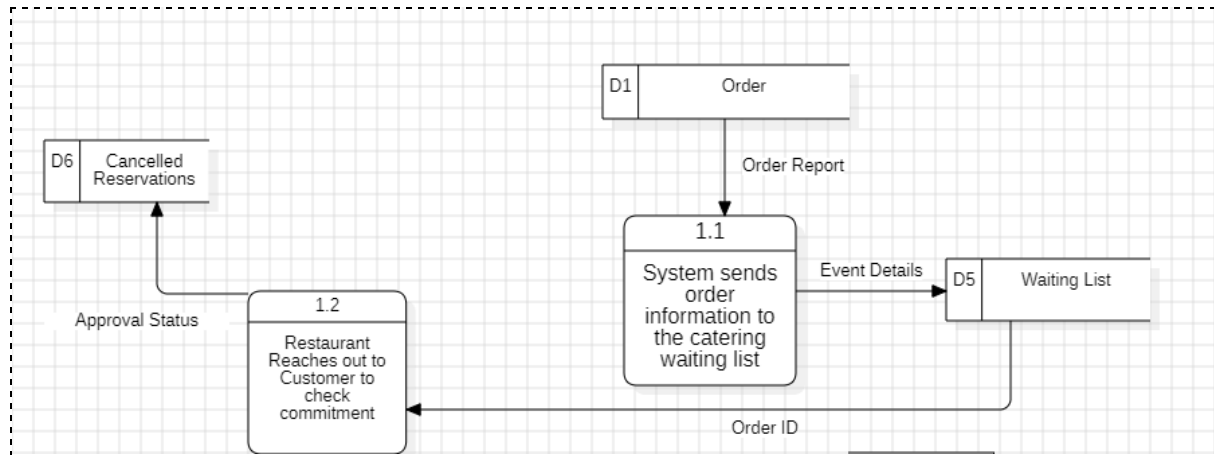 D1
Order
Order Report
D6
Cancelled
Reservations
1.1
System sends
order
information to
the catering
waiting list
Event Details
D5
Waiting List
Approval Status
1.2
Restaurant
Reaches out to
Customer to
check
commitment
Order ID